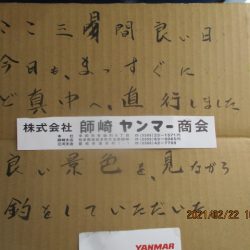 ここ三日間良い日
今日も、まっすぐに
ど真中へ、直行しました
株式会社 師崎ヤンマー商会
良い景色を、見ながら
釣をしていただいた
YANMAR
2021/02/22